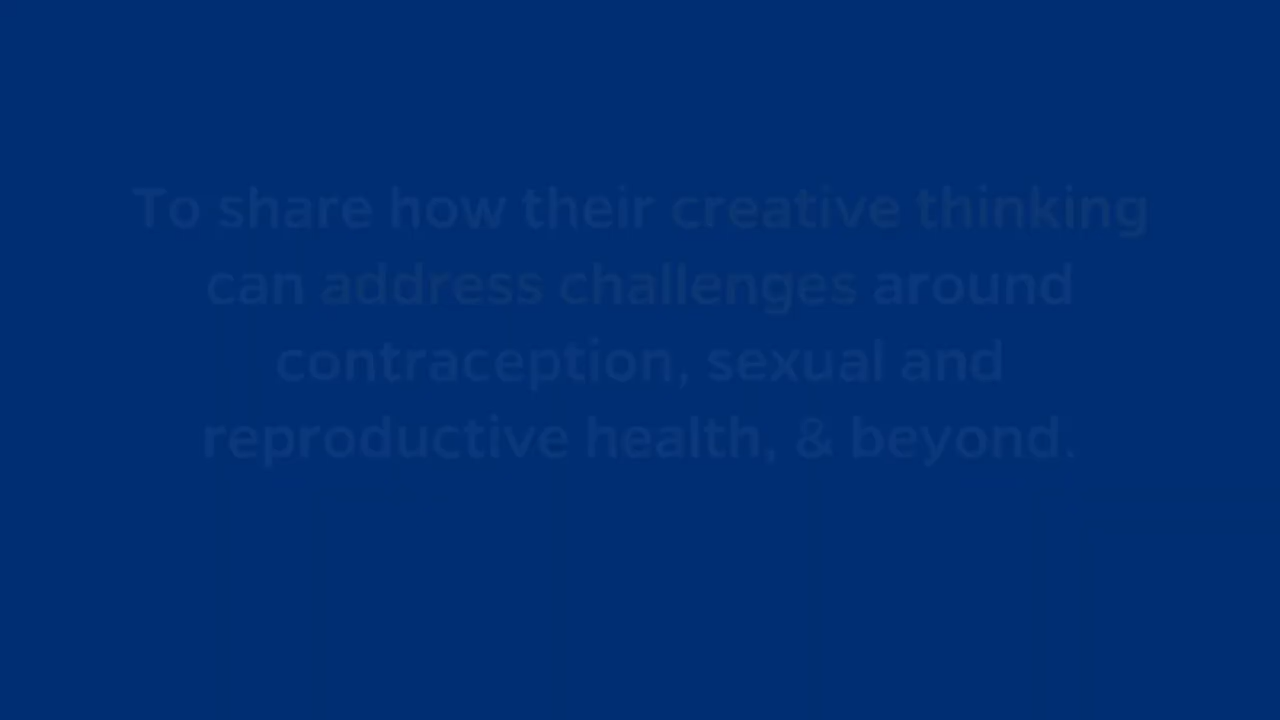 To share how their creative thinking
can address challenges around
contraception, sexual and
reproductive health, & beyond.